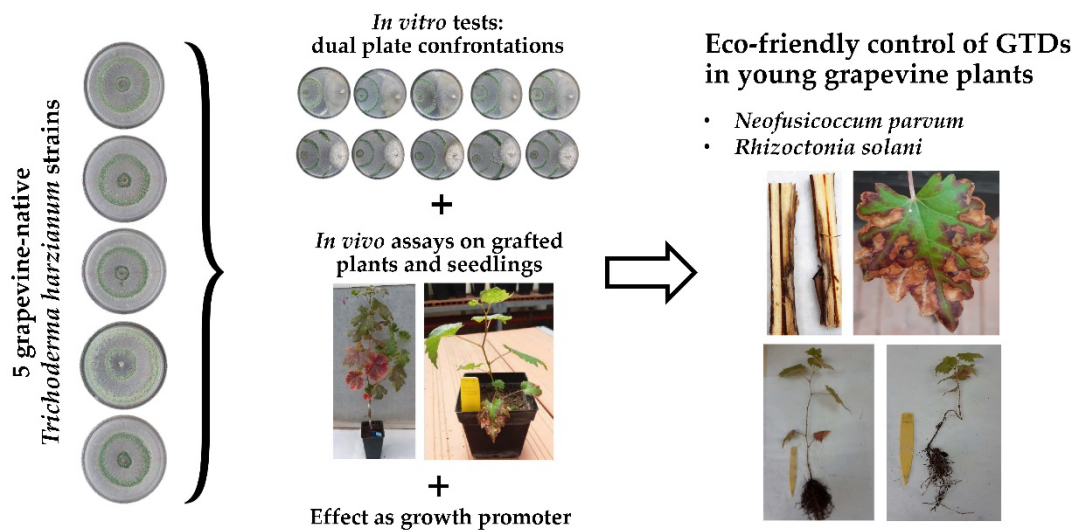 5 grapevine-native
Trichoderma harzianum strains
In vitro tests:
dual plate confrontations
+
In vivo assays on grafted
plants and seedlings
+
Effect as growth promoter
Eco-friendly control of GTDs
in young grapevine plants
• Neofusicoccum parvum
• Rhizoctonia solani